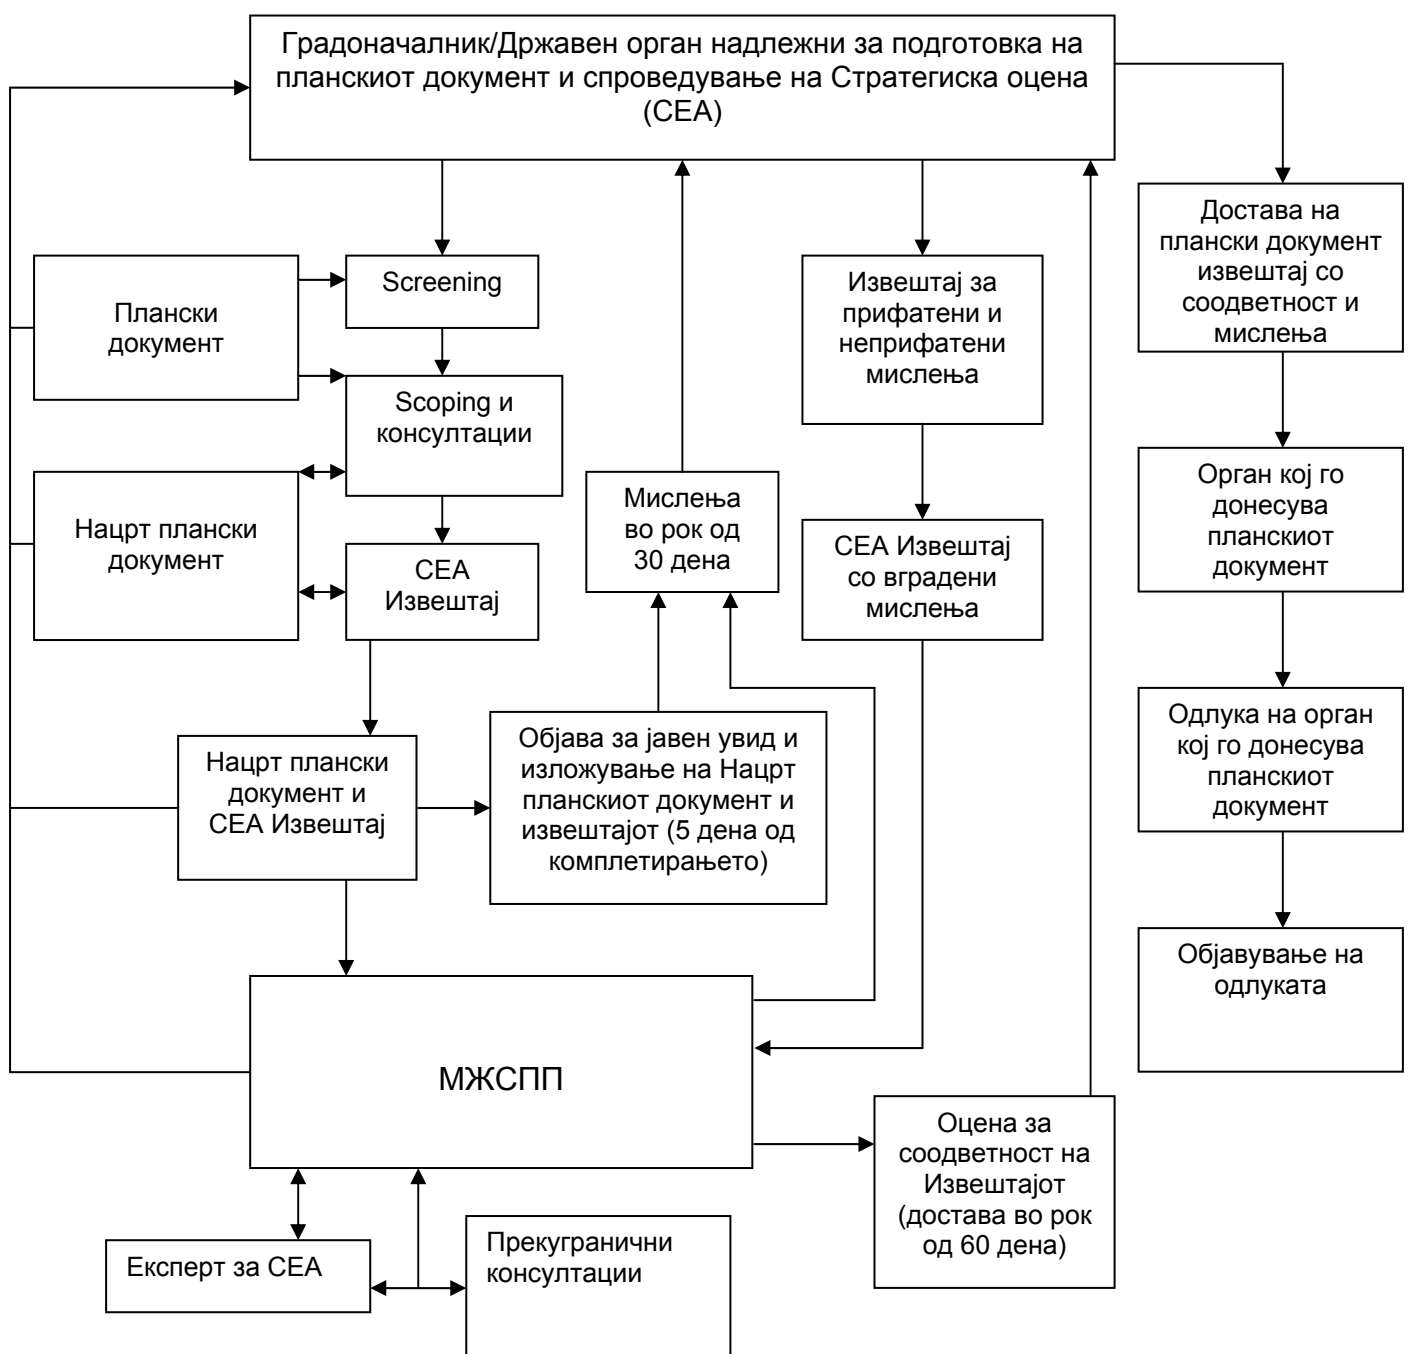 Градоначалник/Државен орган надлежни за подготовка на
планскиот документ и спроведување на Стратегиска оцена
(СЕА)
Достава на
плански документ
извештај со
соодветност и
мислења
Screening
Извештај за
прифатени и
неприфатени
мислења
Плански
документ
Scoping и
консултации
Мислења
во рок од
30 дена
Орган кој го
донесува
планскиот
документ
Нацрт плански
документ
СЕА
Извештај
СЕА Извештај
со вградени
мислења
Нацрт плански
документ и
СЕА Извештај
Објава за јавен увид и
изложување на Нацрт
планскиот документ и
извештајот (5 дена од
комплетирањето)
Одлука на орган
кој го донесува
планскиот
документ
Објавување на
одлуката
МЖСПП
Оцена за
соодветност на
Извештајот
(достава во рок
од 60 дена)
Експерт за СЕА
Прекугранични
консултации